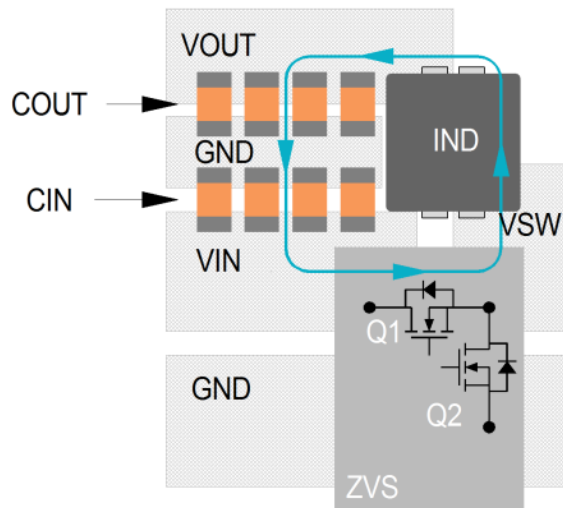 VOUT
COUT
IND
GND
CIN
VSW
VIN
Q1
GND
Q2
ZVS